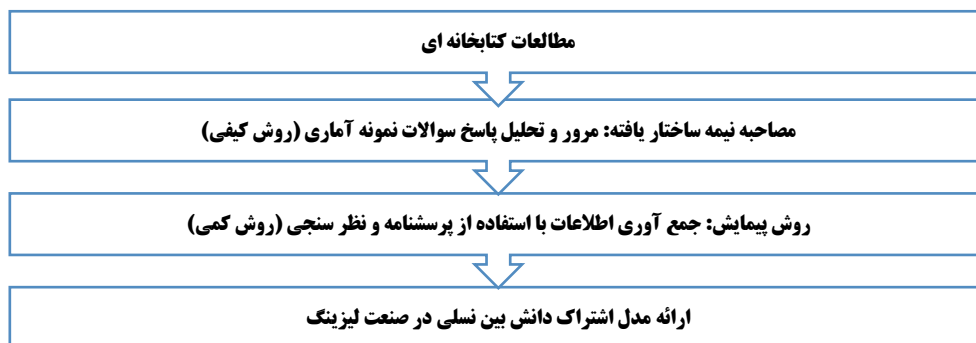 مطالعات کتابخانه ای
مصاحبه نیمه ساختار یافته: مرور و تحلیل پاسخ سوالات نمونه آماری (روش کیفی)
روش پیمایش: جمع آوری اطلاعات با استفاده از پرسشنامه و نظر سنجی (روش کمی)
ارائه مدل اشتراک دانش بین نسلی در صنعت لیزینگ